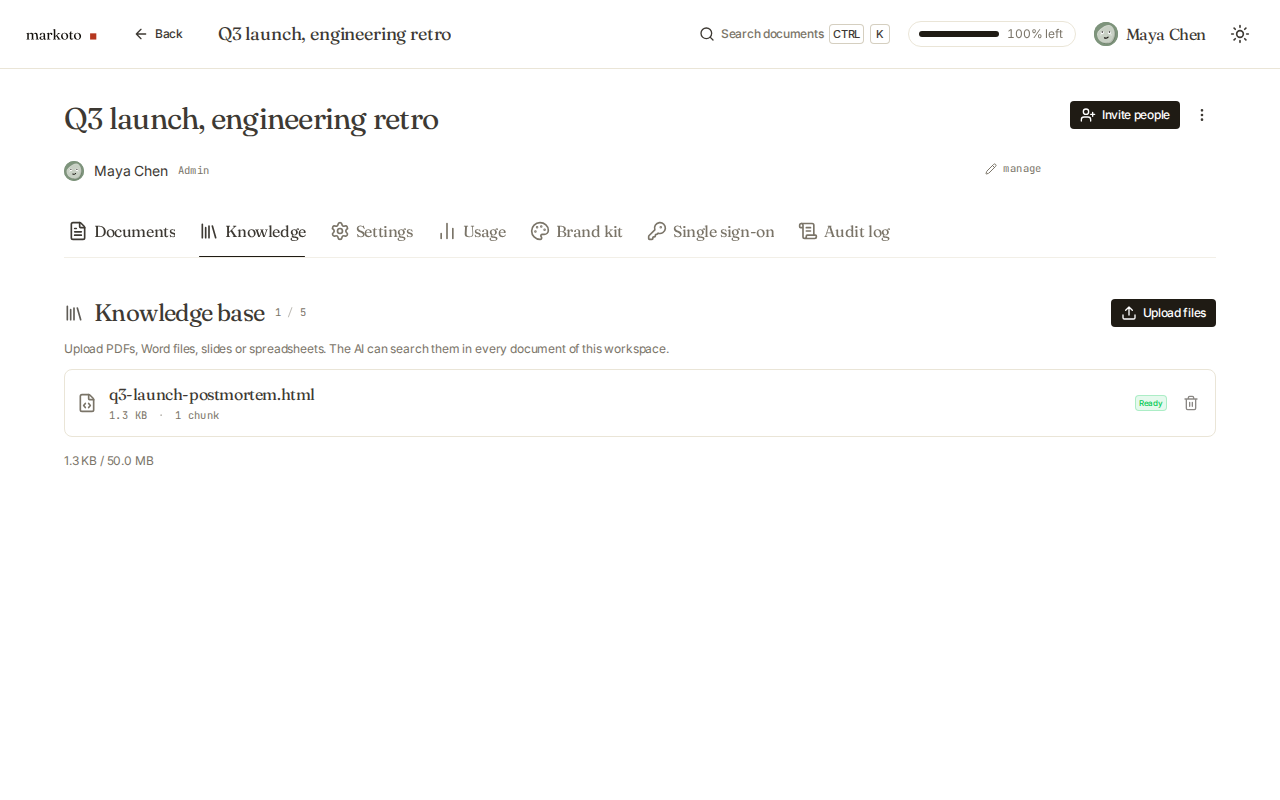 markoto
Back
Q3 launch, engineering retro
Search documents CTRL K
100% left
Maya Chen
Q3 launch, engineering retro
Invite people
Maya Chen Admin
manage
Documents Knowledge Settings Usage Brand kit Single sign-on Audit log
Knowledge base 1 / 5
Upload files
Upload PDFs, Word files, slides or spreadsheets. The AI can search them in every document of this workspace.
q3-launch-postmortem.html
1.3 KB · 1 chunk
Ready
1.3 KB / 50.0 MB